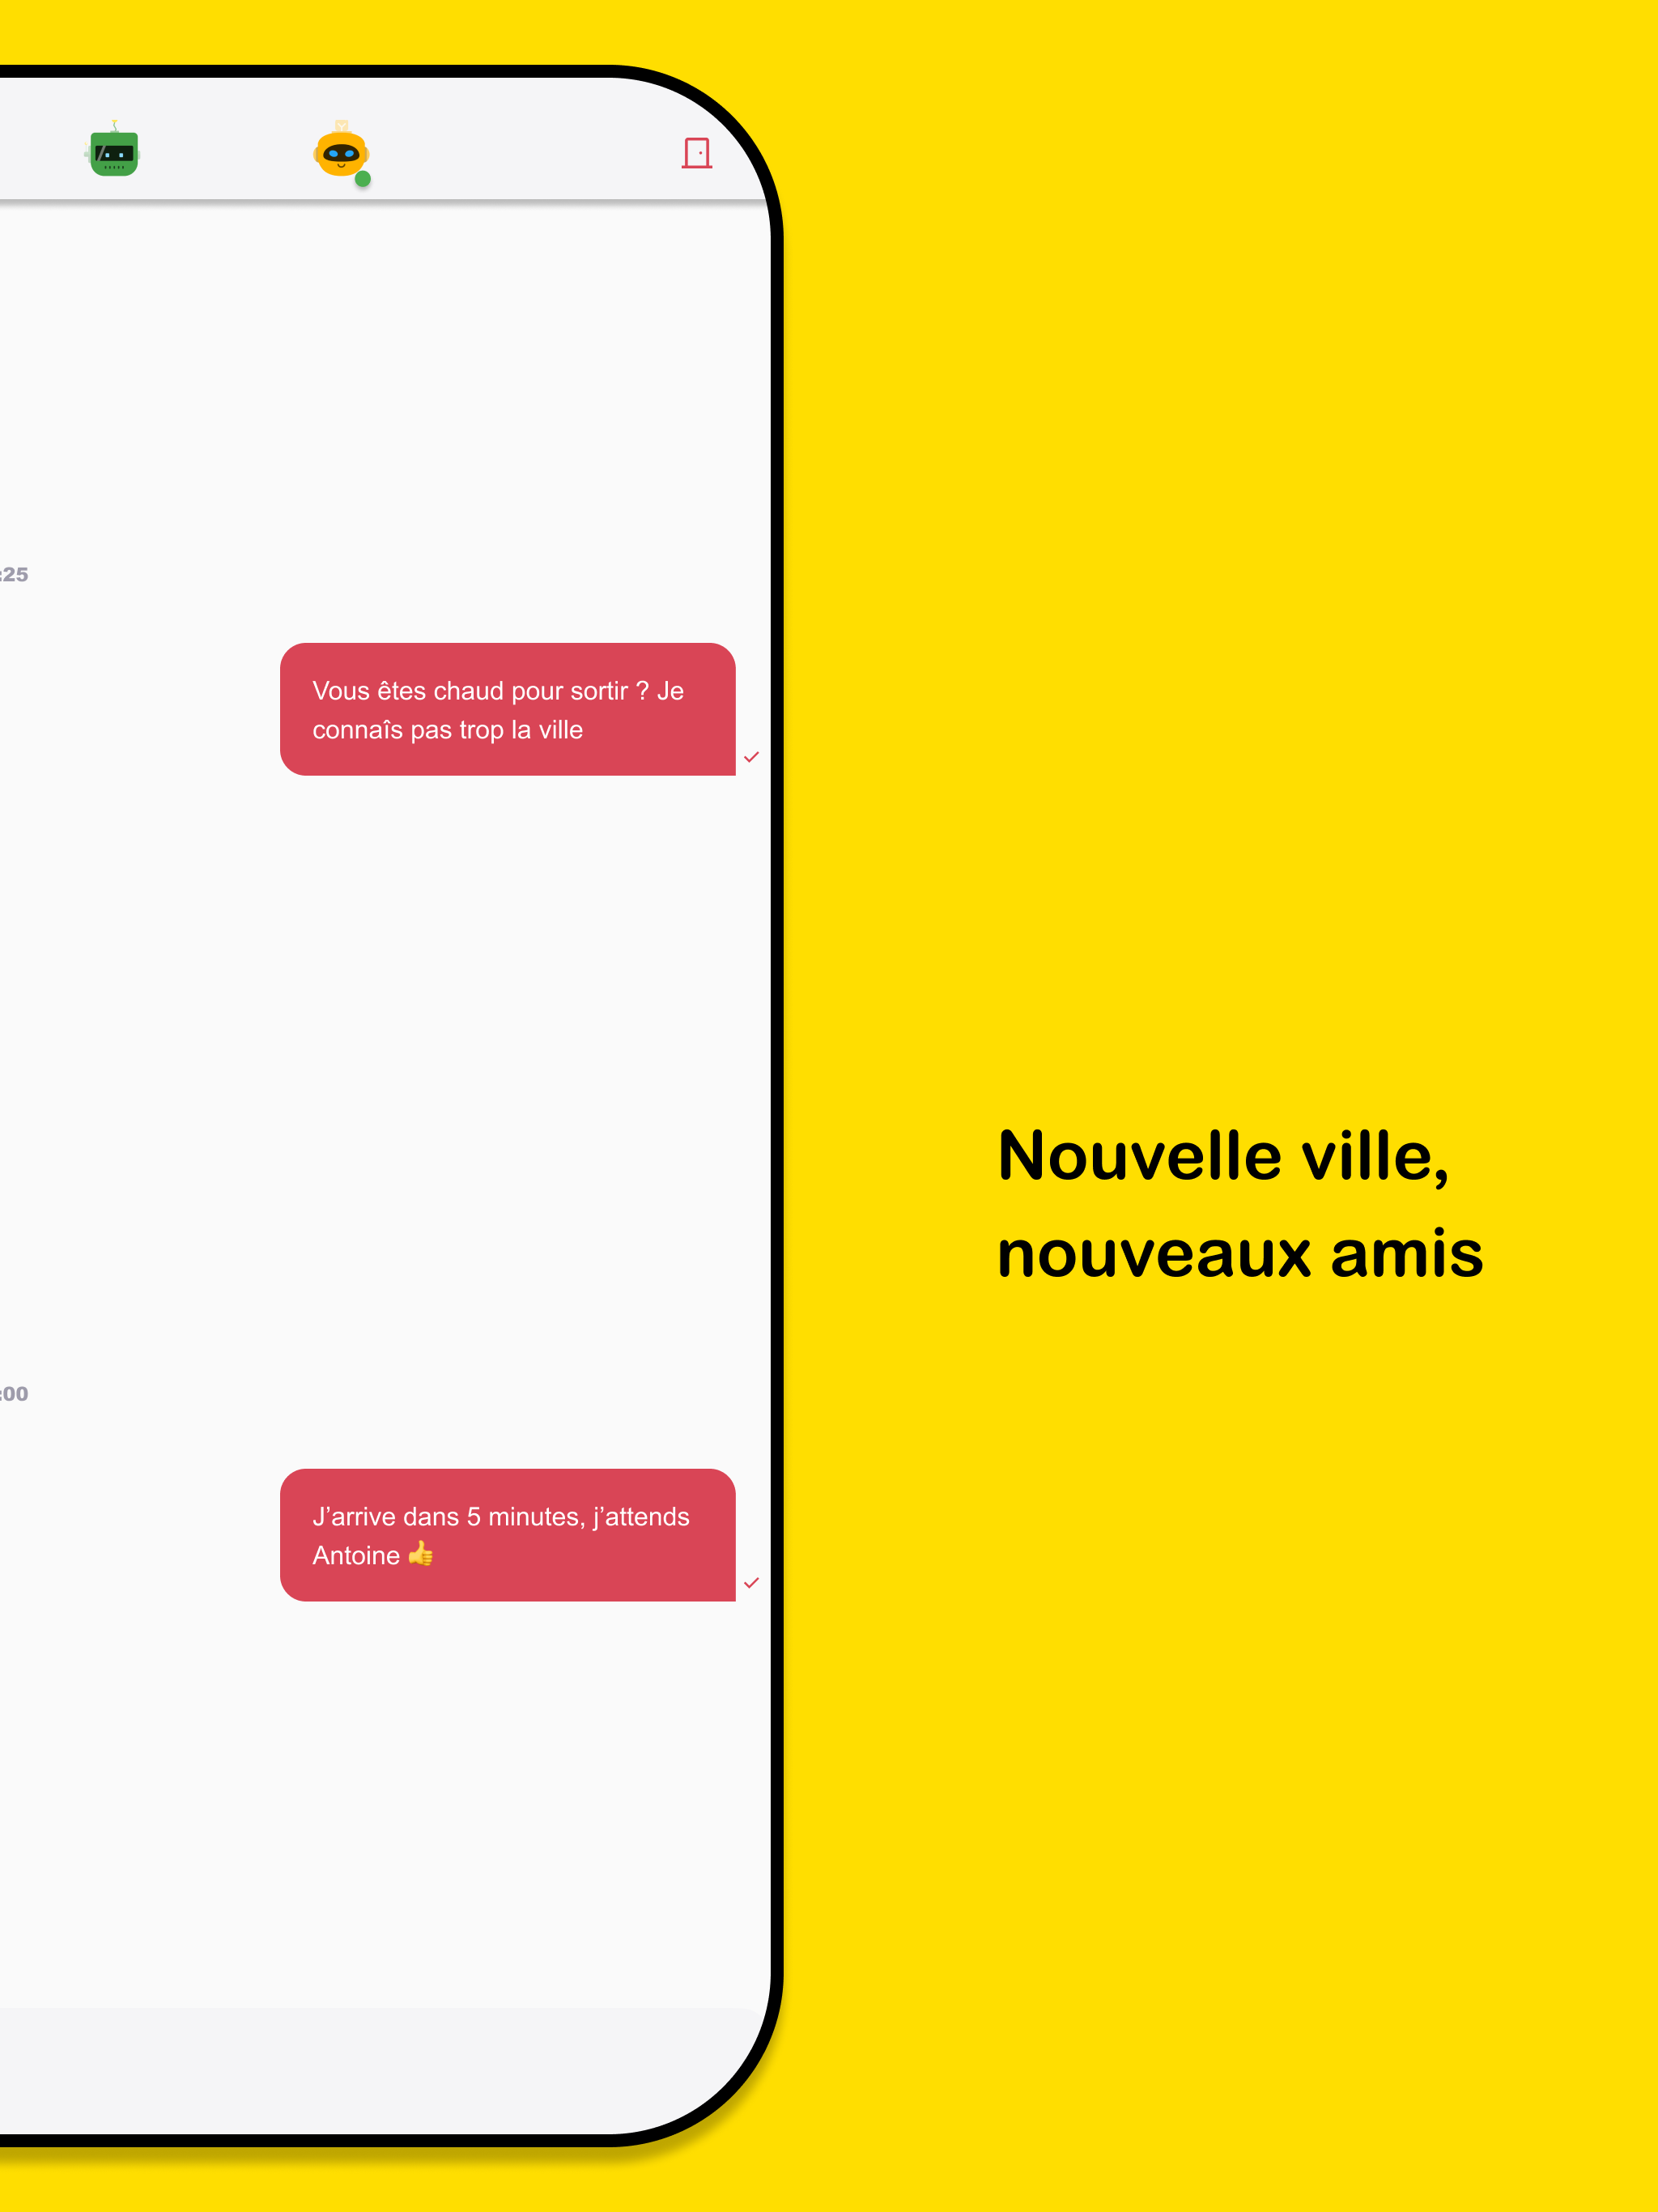 :25
Vous êtes chaud pour sortir ? Je
connaîs pas trop la ville
Nouvelle ville,
nouveaux amis
:00
J’arrive dans 5 minutes, j’attends
Antoine 👍